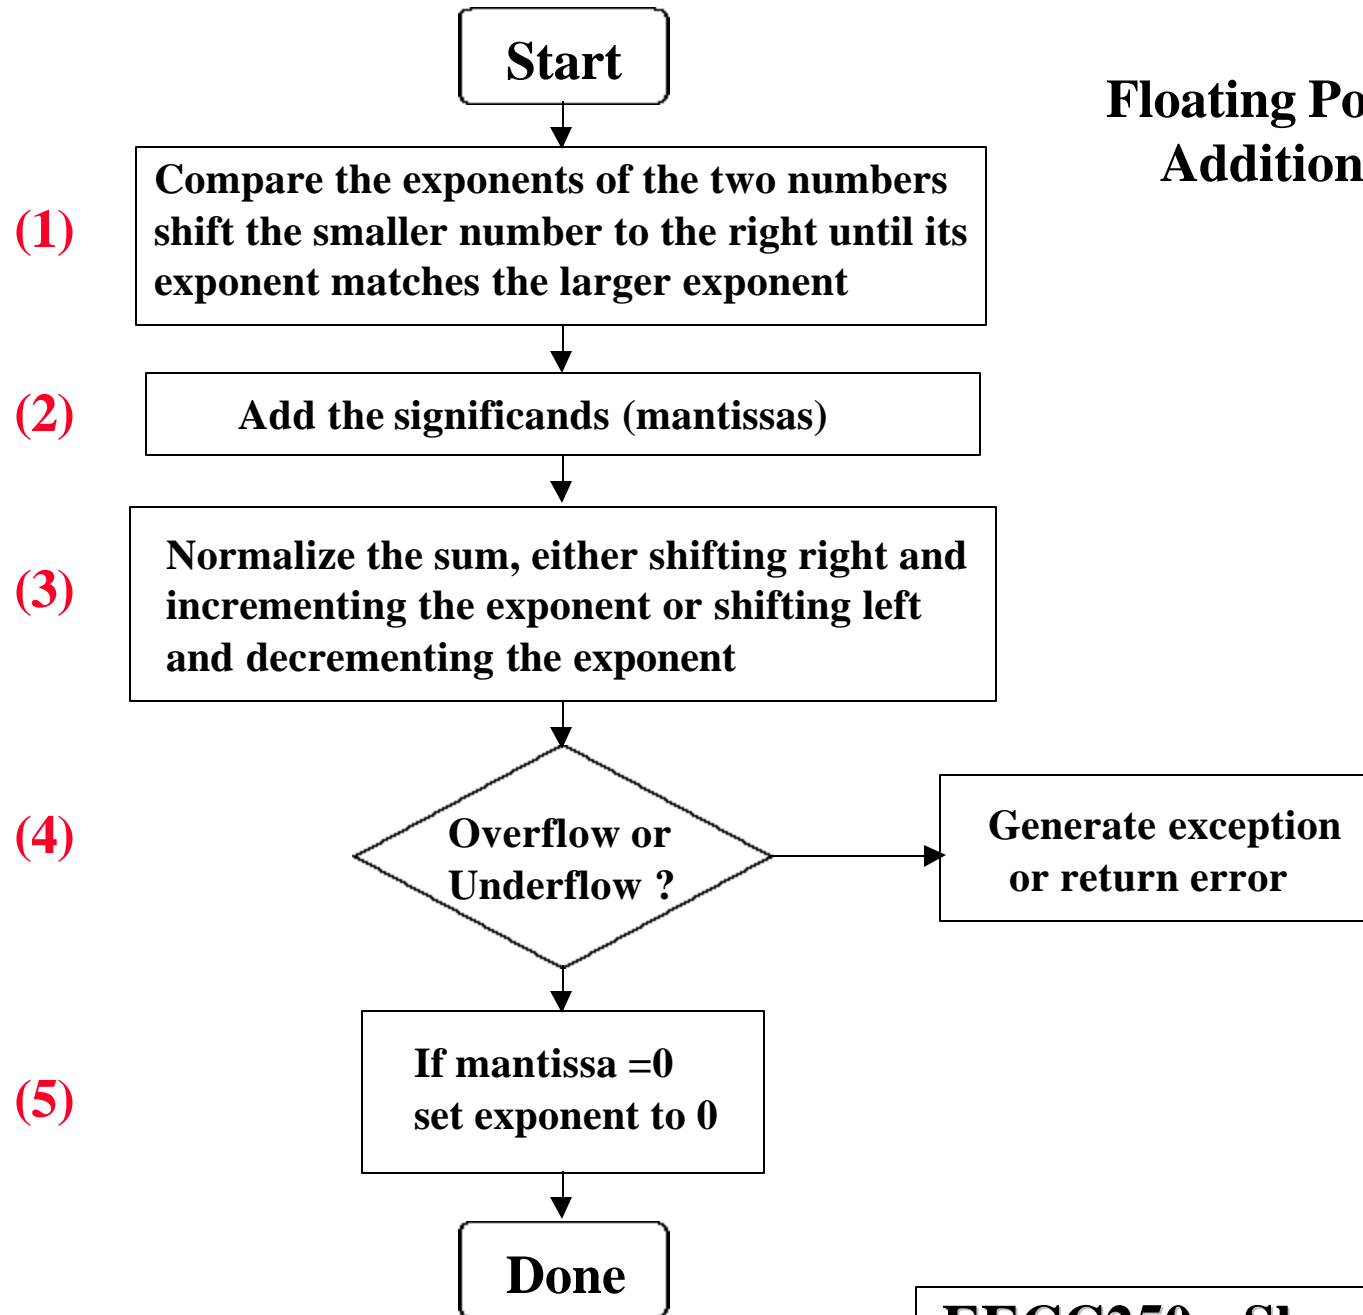 Start
Floating
Addition
(1)
Compare the exponents of the two numbers
shift the smaller number to the right until its
exponent matches the larger exponent
(2)
Add the significands (mantissas)
(3)
Normalize the sum, either shifting right and
incrementing the exponent or shifting left
and decrementing the exponent
(4)
Overflow or
Underflow ?
Generate exception
or return error
(5)
If mantissa =0
set exponent to 0
Done